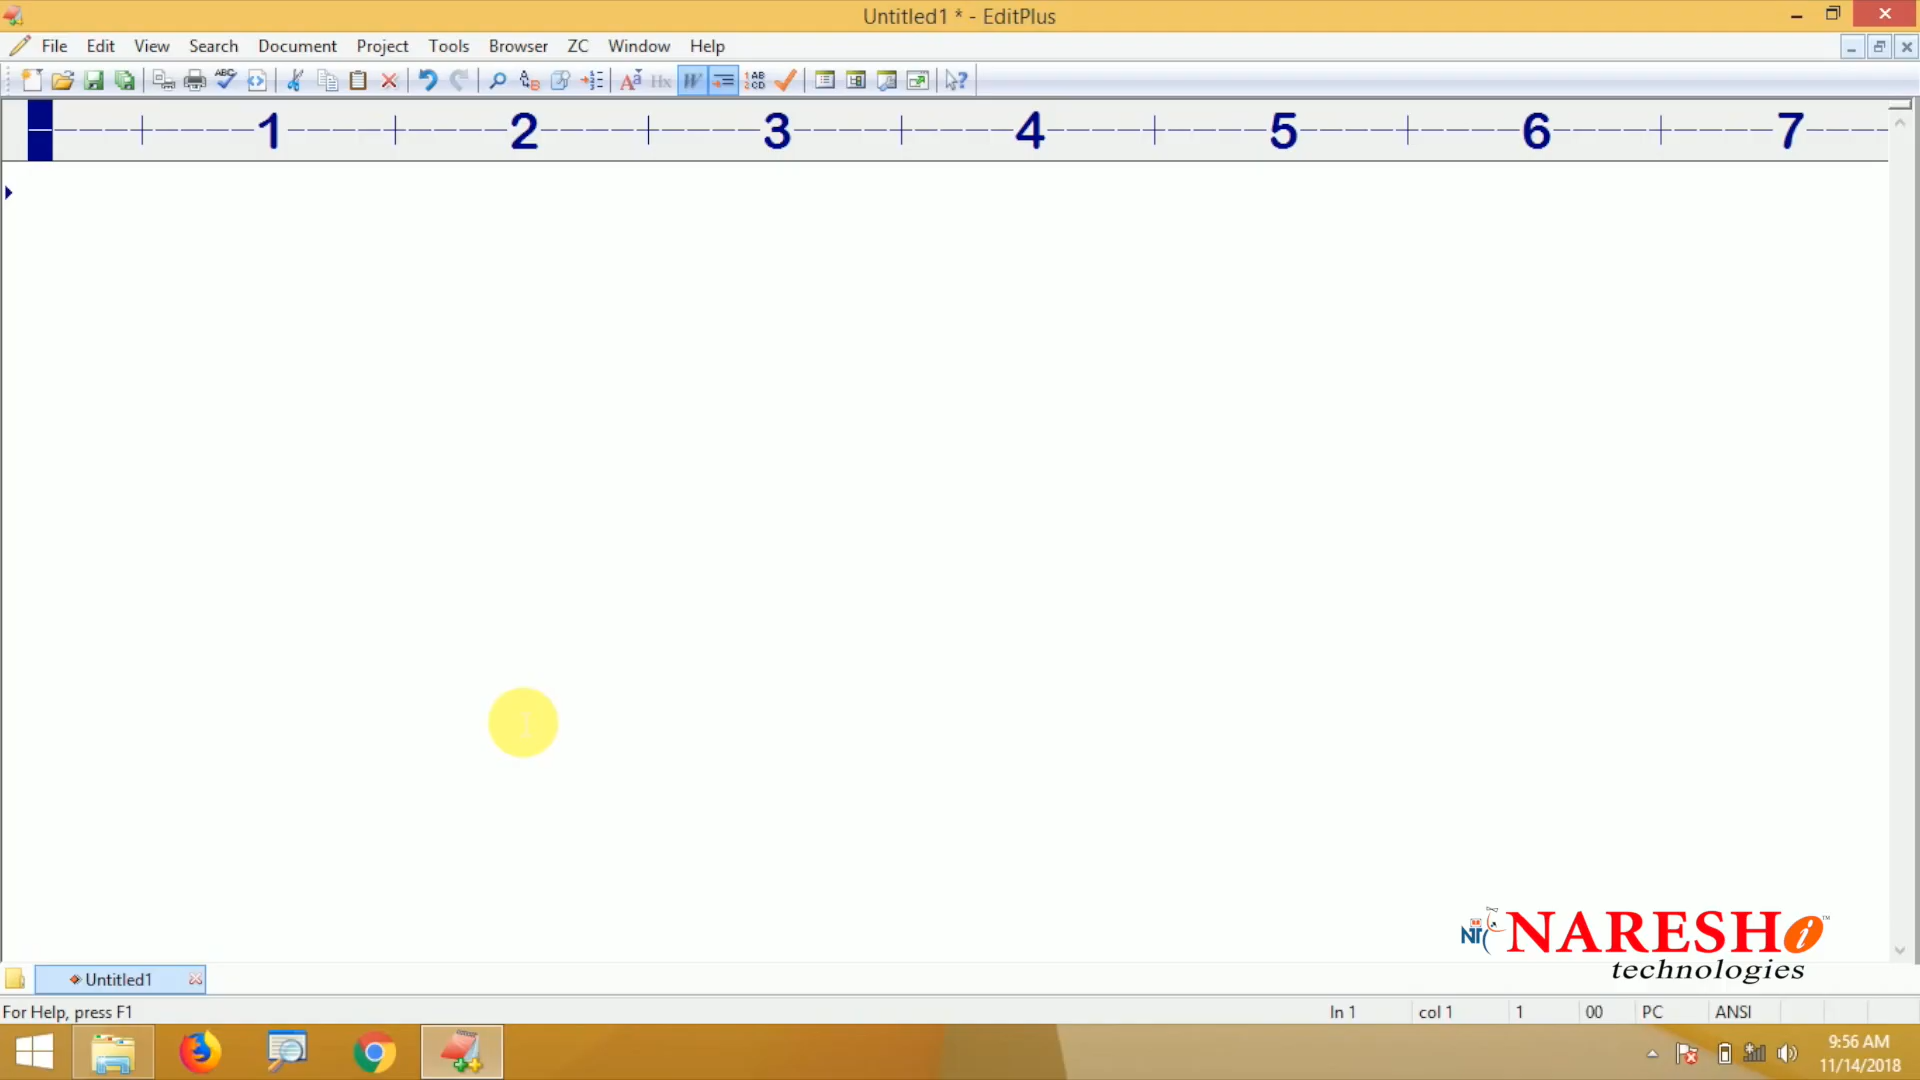 Untitled1 * - EditPlus
File Edit View Search Document Project Tools Browser ZC Window Help
1 2 3 4 5 6 7
NARESHi™
technologies
Untitled1
For Help, press F1 ln 1 col 1 1 00 PC ANSI
9:56 AM
11/14/2018